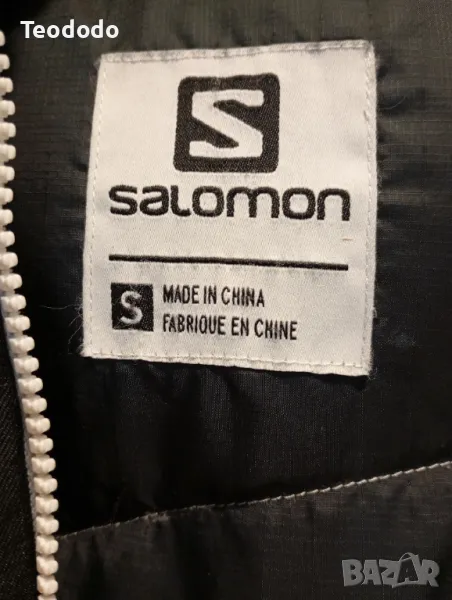 Teododo
S
SALOMON
S MADE IN CHINA
FABRIQUE EN CHINE
BAZAR